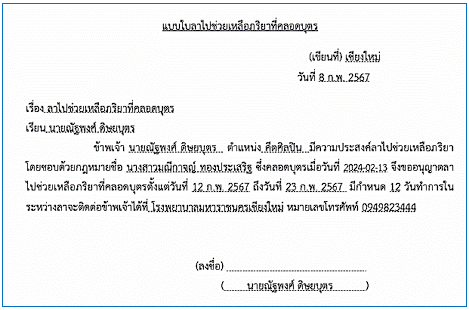 แบบใบลาไปช่วยเหลือภริยาที่คลอดบุตร
(เขียนที่) เชียงใหม่
วันที่ 8 ก.พ. 2567
เรื่อง ลาไปช่วยเหลือภริยาที่คลอดบุตร
เรียน นายณัฐพงศ์ ดิษยบุตร
ข้าพเจ้า นายณัฐพงศ์ ดิษยบุตร ตำแหน่ง คีตศิลปิน มีความประสงค์ลาไปช่วยเหลือภริยา
โดยชอบด้วยกฎหมายชื่อ นางสาวมณีกาจญ์ ทองประเสริฐ ซึ่งคลอดบุตรเมื่อวันที่ 2024-02-13 จึงขออนุญาตลา
ไปช่วยเหลือภริยาที่คลอดบุตรตั้งแต่วันที่ 12 ก.พ. 2567 ถึงวันที่ 23 ก.พ. 2567 มีกำหนด 12 วันทำการใน
ระหว่างลาจะติดต่อข้าพเจ้าได้ที่ โรงพยาบาลมหาราชนครเชียงใหม่ หมายเลขโทรศัพท์ 0949823444
(ลงชื่อ)
( นายณัฐพงศ์ ดิษยบุตร )